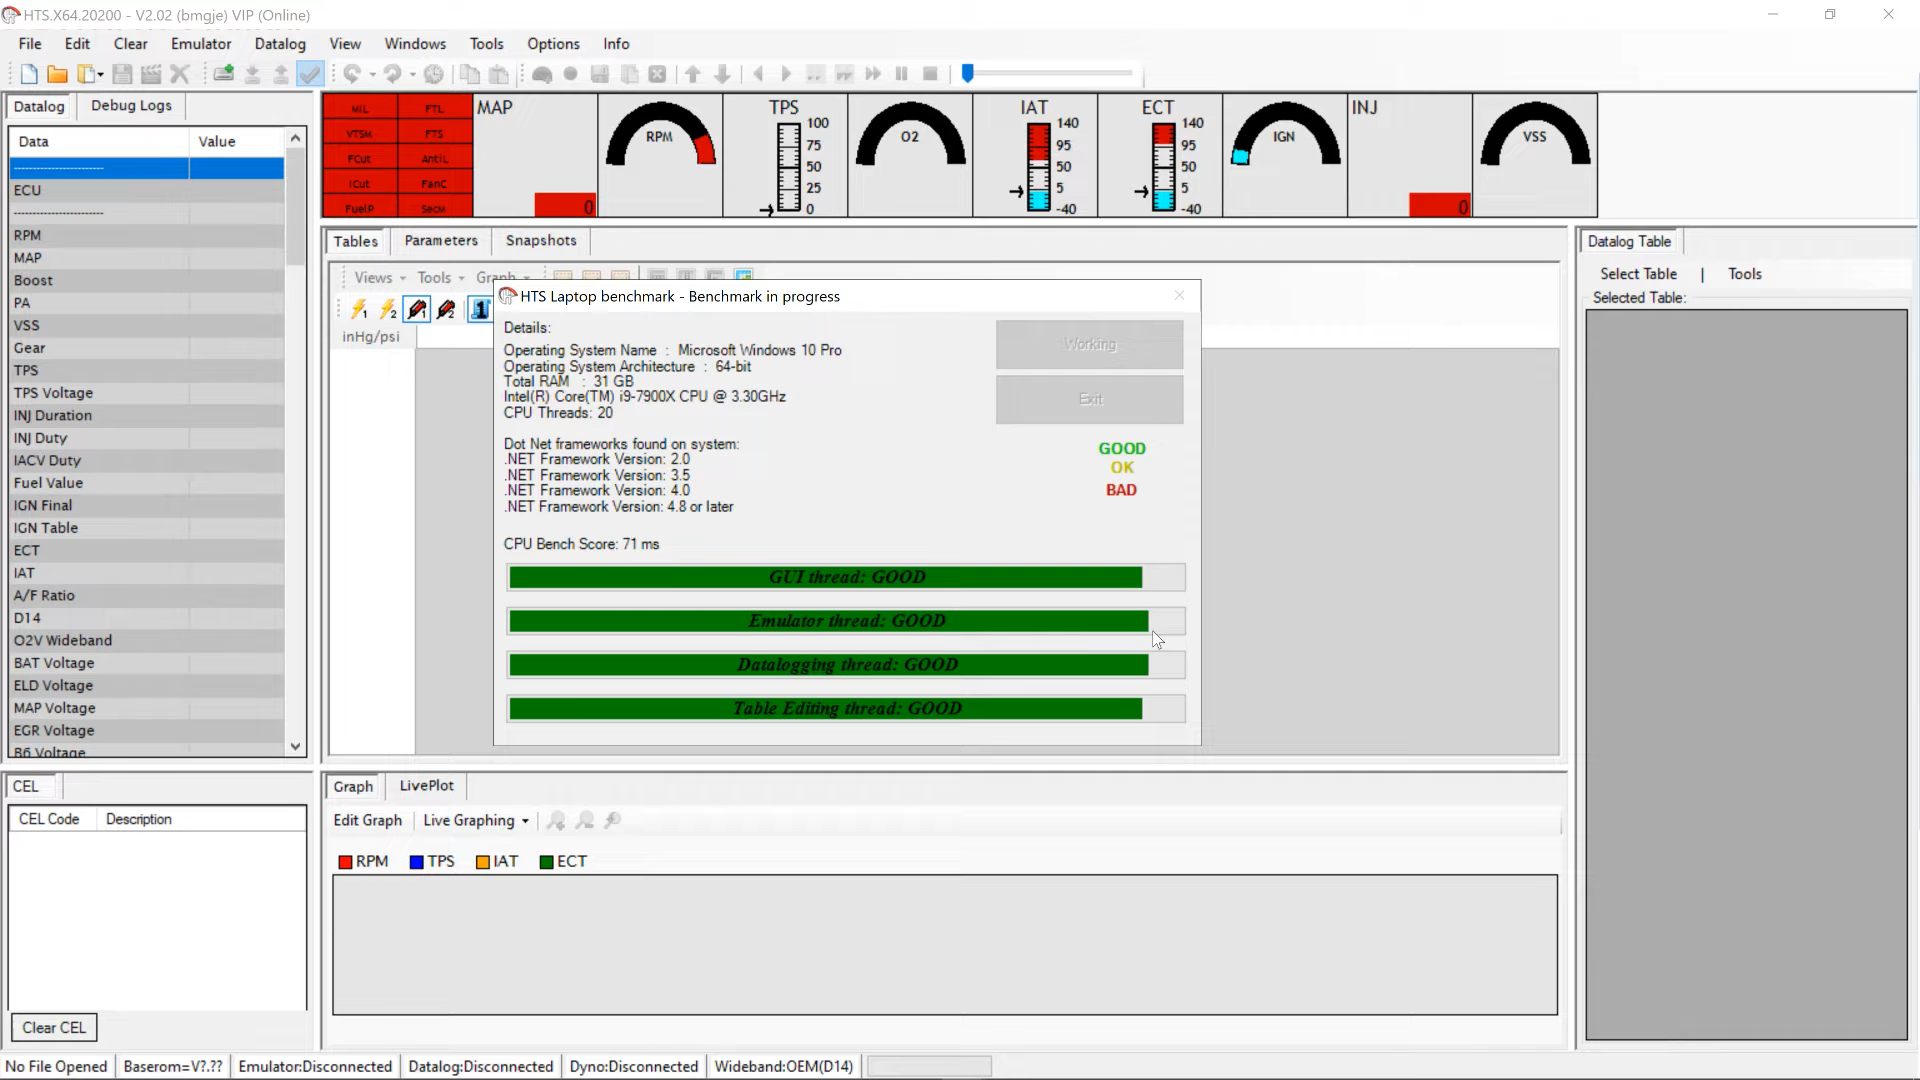 HTS.X64.20200 - V2.02 (bmgje) VIP (Online)
File Edit Clear Emulator Datalog View Windows Tools Options Info
Datalog Debug Logs
Data Value
------------------------
ECU
------------------------
RPM
MAP
Boost
PA
VSS
Gear
TPS
TPS Voltage
INJ Duration
INJ Duty
IACV Duty
Fuel Value
IGN Final
IGN Table
ECT
IAT
A/F Ratio
D14
O2V Wideband
BAT Voltage
ELD Voltage
MAP Voltage
EGR Voltage
B6 Voltage
MIL FTL
VTSM FTS
FCut AntiL
ICut FanC
FuelP SecM
MAP
0
RPM
TPS
100
75
50
25
0
O2
IAT
140
95
50
5
-40
ECT
140
95
50
5
-40
IGN
INJ
0
VSS
Tables Parameters Snapshots
Views Tools Graph
1 2 1 2 1
inHg/psi
HTS Laptop benchmark - Benchmark in progress
Details:
Operating System Name : Microsoft Windows 10 Pro
Operating System Architecture : 64-bit
Total RAM : 31 GB
Intel(R) Core(TM) i9-7900X CPU @ 3.30GHz
CPU Threads: 20
Dot Net frameworks found on system:
.NET Framework Version: 2.0
.NET Framework Version: 3.5
.NET Framework Version: 4.0
.NET Framework Version: 4.8 or later
CPU Bench Score: 71 ms
Working
Exit
GOOD
OK
BAD
GUI thread: GOOD
Emulator thread: GOOD
Datalogging thread: GOOD
Table Editing thread: GOOD
Datalog Table
Select Table | Tools
Selected Table:
CEL
CEL Code Description
Clear CEL
Graph LivePlot
Edit Graph Live Graphing
RPM TPS IAT ECT
No File Opened Baserom=V?.?? Emulator:Disconnected Datalog:Disconnected Dyno:Disconnected Wideband:OEM(D14)